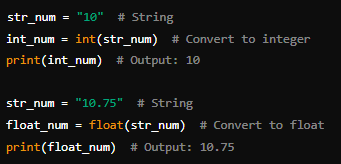 str_num = "10"  # String
int_num = int(str_num)  # Convert to integer
print(int_num)  # Output: 10
str_num = "10.75"  # String
float_num = float(str_num)  # Convert to float
print(float_num)  # Output: 10.75